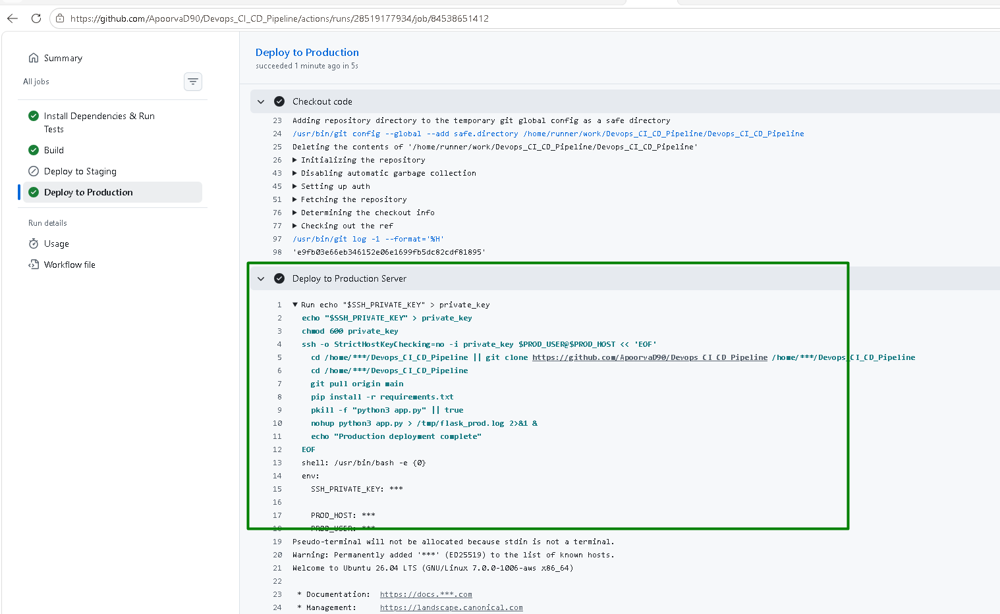 https://github.com/ApoorvaD90/Devops_CI_CD_Pipeline/actions/runs/28519177934/job/84538651412
Summary
All jobs
Install Dependencies & Run
Tests
Build
Deploy to Staging
Deploy to Production
Run details
Usage
Workflow file
Deploy to Production
succeeded 1 minute ago in 5s
Checkout code
23 Adding repository directory to the temporary git global config as a safe directory
24 /usr/bin/git config --global --add safe.directory /home/runner/work/Devops_CI_CD_Pipeline/Devops_CI_CD_Pipeline
25 Deleting the contents of '/home/runner/work/Devops_CI_CD_Pipeline/Devops_CI_CD_Pipeline'
26 ▶ Initializing the repository
43 ▶ Disabling automatic garbage collection
45 ▶ Setting up auth
51 ▶ Fetching the repository
76 ▶ Determining the checkout info
77 ▶ Checking out the ref
97 /usr/bin/git log -1 --format='%H'
98 'e9fb03e66eb346152e06e1699fb5dc82cdf81895'
Deploy to Production Server
1 ▼ Run echo "$SSH_PRIVATE_KEY" > private_key
2 echo "$SSH_PRIVATE_KEY" > private_key
3 chmod 600 private_key
4 ssh -o StrictHostKeyChecking=no -i private_key $PROD_USER@$PROD_HOST << 'EOF'
5 cd /home/***/Devops_CI_CD_Pipeline || git clone https://github.com/ApoorvaD90/Devops_CI_CD_Pipeline /home/***/Devops_CI_CD_Pipeline
6 cd /home/***/Devops_CI_CD_Pipeline
7 git pull origin main
8 pip install -r requirements.txt
9 pkill -f "python3 app.py" || true
10 nohup python3 app.py > /tmp/flask_prod.log 2>&1 &
11 echo "Production deployment complete"
12 EOF
13 shell: /usr/bin/bash -e {0}
14 env:
15 SSH_PRIVATE_KEY: ***
16
17 PROD_HOST: ***
18 PROD_USER: ***
19 Pseudo-terminal will not be allocated because stdin is not a terminal.
20 Warning: Permanently added '***' (ED25519) to the list of known hosts.
21 Welcome to Ubuntu 26.04 LTS (GNU/Linux 7.0.0-1006-aws x86_64)
22
23 * Documentation: https://docs.***.com
24 * Management: https://landscape.canonical.com